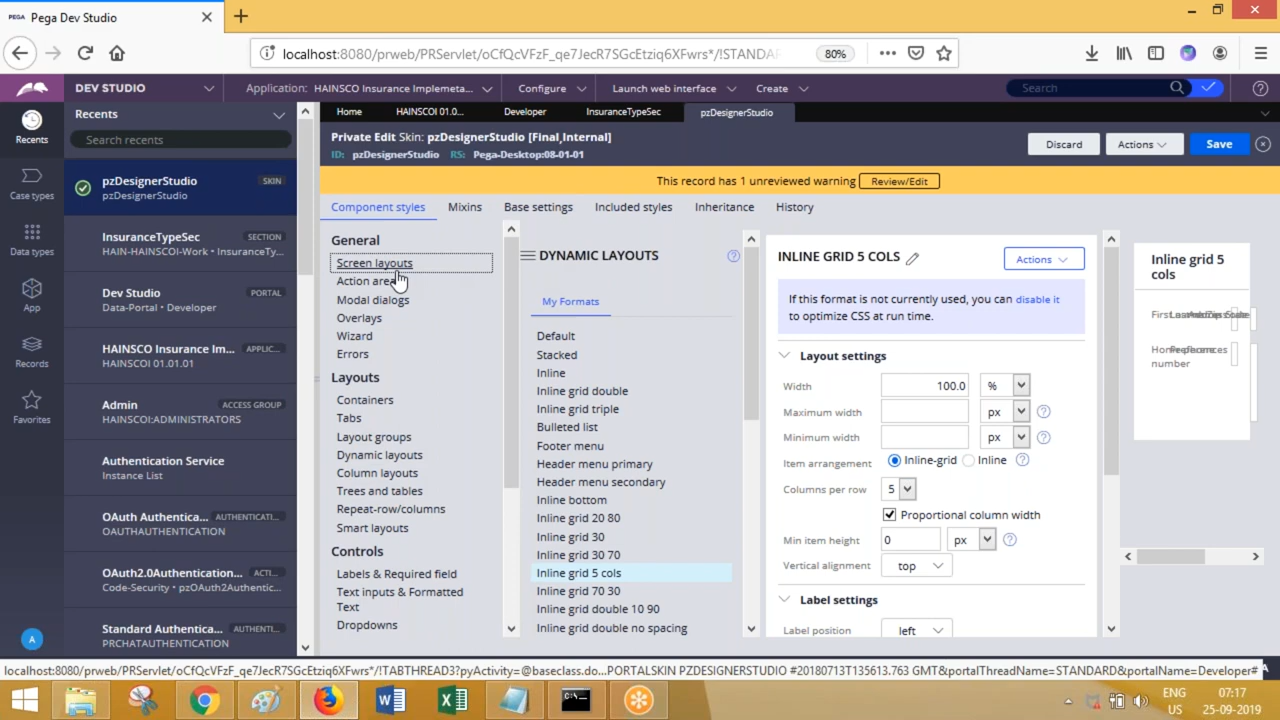 PEGA Pega Dev Studio
localhost:8080/prweb/PRServlet/oCfQcVFzF_qe7JecR7SGcEtziq6XFwrs*/!STANDAR
80%
DEV STUDIO
Application: HAINSCO Insurance Implemeta...
Configure
Launch web interface
Create
Search
Recents
Case types
Data types
App
Records
Favorites
A
Recents
Search recents
pzDesignerStudio SKIN
pzDesignerStudio
InsuranceTypeSec SECTION
HAIN-HAINSCOI-Work • InsuranceTy...
Dev Studio PORTAL
Data-Portal • Developer
HAINSCO Insurance Im... APPLIC...
HAINSCOI 01.01.01
Admin ACCESS GROUP
HAINSCOI:ADMINISTRATORS
Authentication Service
Instance List
OAuth Authentica... AUTHENTICATI...
OAUTHAUTHENTICATION
OAuth2.0Authentication... ACTI...
Code-Security • pzOAuth2Authentic...
Standard Authentica... AUTHENTI...
PRCHATAUTHENTICATION
Home
HAINSCOI 01.0...
Developer
InsuranceTypeSec
pzDesignerStudio
Private Edit Skin: pzDesignerStudio [Final,Internal]
ID: pzDesignerStudio RS: Pega-Desktop:08-01-01
Discard
Actions
Save
This record has 1 unreviewed warning Review/Edit
Component styles
Mixins
Base settings
Included styles
Inheritance
History
General
Screen layouts
Action area
Modal dialogs
Overlays
Wizard
Errors
Layouts
Containers
Tabs
Layout groups
Dynamic layouts
Column layouts
Trees and tables
Repeat-row/columns
Smart layouts
Controls
Labels & Required field
Text inputs & Formatted
Text
Dropdowns
DYNAMIC LAYOUTS
My Formats
Default
Stacked
Inline
Inline grid double
Inline grid triple
Bulleted list
Footer menu
Header menu primary
Header menu secondary
Inline bottom
Inline grid 20 80
Inline grid 30
Inline grid 30 70
Inline grid 5 cols
Inline grid 70 30
Inline grid double 10 90
Inline grid double no spacing
INLINE GRID 5 COLS
Actions
If this format is not currently used, you can disable it
to optimize CSS at run time.
Layout settings
Width 100.0 %
Maximum width px
Minimum width px
Item arrangement Inline-grid Inline
Columns per row 5
Proportional column width
Min item height 0 px
Vertical alignment top
Label settings
Label position left
Inline grid 5
cols
number
localhost:8080/prweb/PRServlet/oCfQcVFzF_qe7JecR7SGcEtziq6XFwrs*/!TABTHREAD3?pyActivity=@baseclass.do...PORTALSKIN PZDESIGNERSTUDIO #20180713T135613.763 GMT&portalThreadName=STANDARD&portalName=Developer#
ENG
US
07:17
25-09-2019